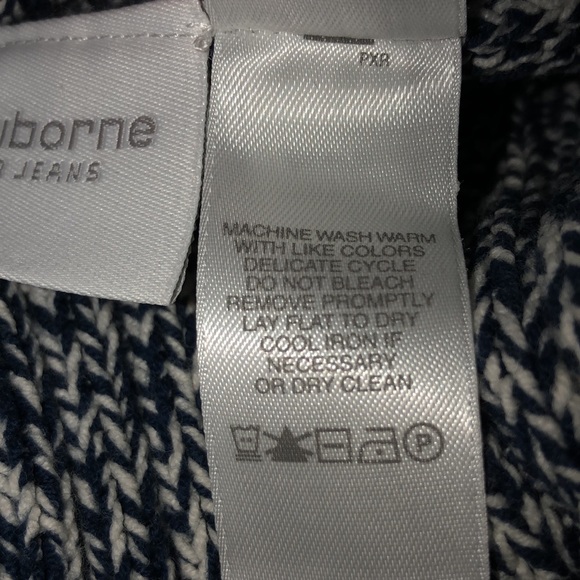 PXR
JEANS
MACHINE WASH WARM
WITH LIKE COLORS
DELICATE CYCLE
DO NOT BLEACH
REMOVE PROMPTLY
LAY FLAT TO DRY
COOL IRON IF
NECESSARY
OR DRY CLEAN
P